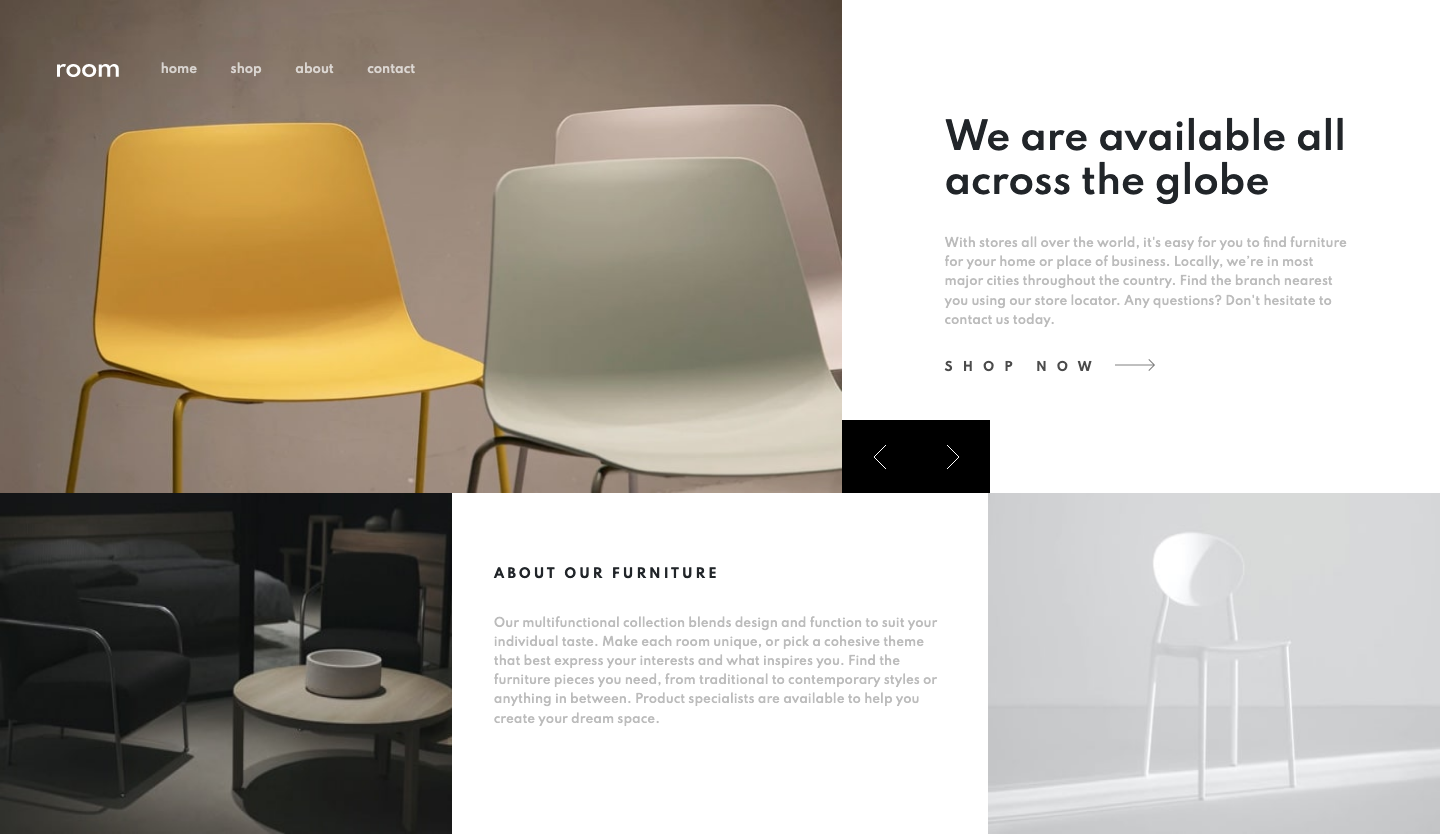 room
home shop about contact
We are available all
across the globe
With stores all over the world, it's easy for you to find furniture
for your home or place of business. Locally, we’re in most
major cities throughout the country. Find the branch nearest
you using our store locator. Any questions? Don't hesitate to
contact us today.
SHOP NOW
ABOUT OUR FURNITURE
Our multifunctional collection blends design and function to suit your
individual taste. Make each room unique, or pick a cohesive theme
that best express your interests and what inspires you. Find the
furniture pieces you need, from traditional to contemporary styles or
anything in between. Product specialists are available to help you
create your dream space.